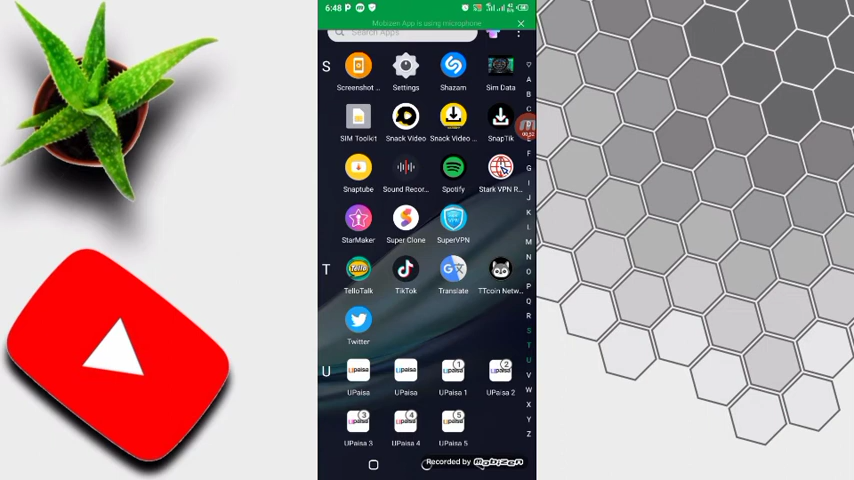 6:48 P
Mobizen App is using microphone
Search Apps
S
Screenshot ...
Settings
Shazam
Sim Data
SIM Toolkit
Snack Video
Snack Video ...
SnapTik
00:52
Snaptube
Sound Recor...
Spotify
Stark VPN R...
StarMaker
Super Clone
SuperVPN
T
TelloTalk
TikTok
Translate
TTcoin Netw...
Twitter
U
UPaisa
UPaisa
UPaisa 1
UPaisa 2
UPaisa 3
UPaisa 4
UPaisa 5
A
B
C
E
F
G
I
J
K
L
M
N
O
P
Q
R
S
T
U
V
W
X
Y
Z
Recorded by Mobizen